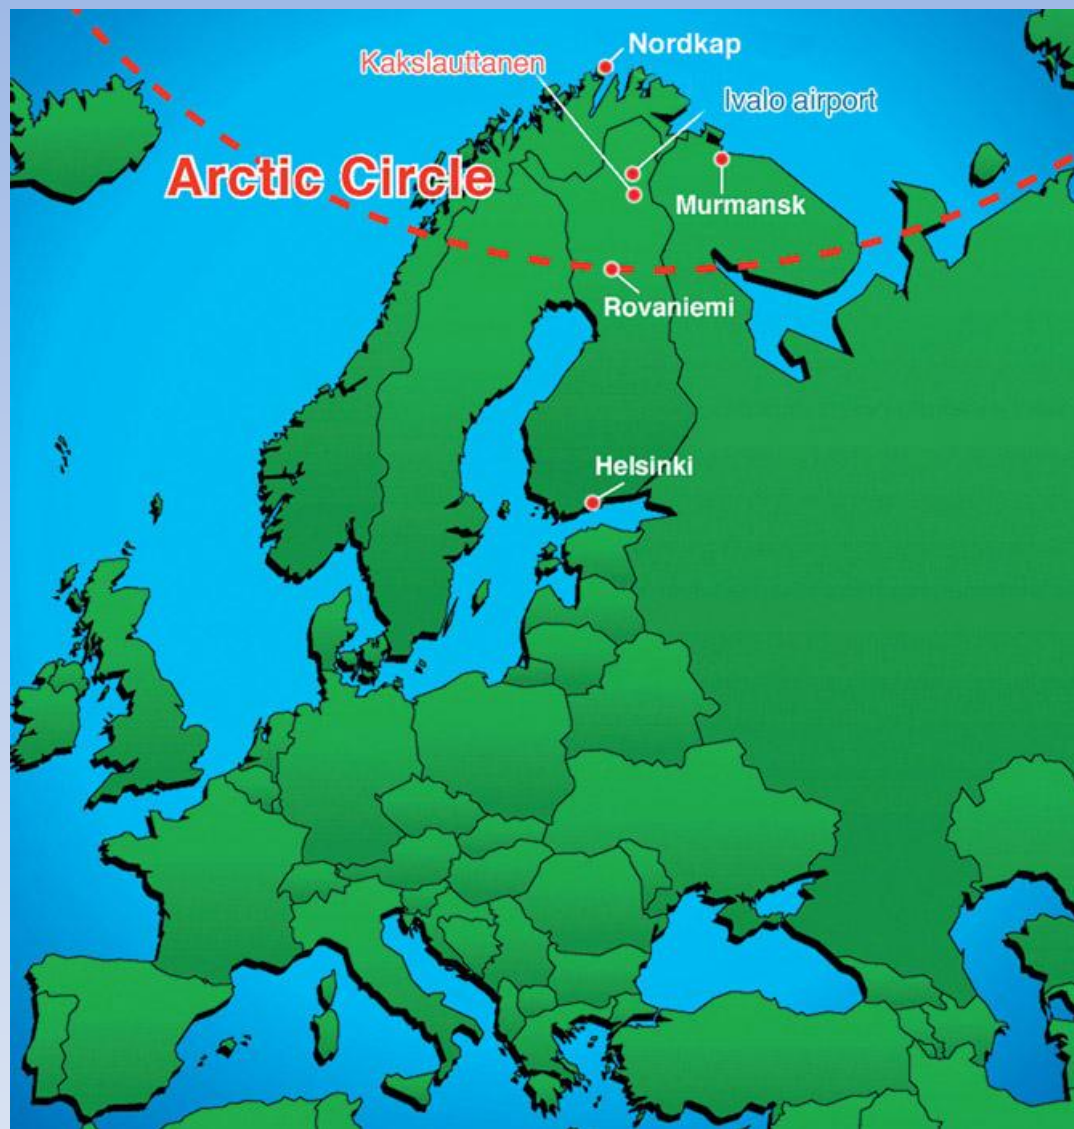 Nordkap
Kakslauttanen
Ivalo airport
Arctic Circle
Murmansk
Rovaniemi
Helsinki